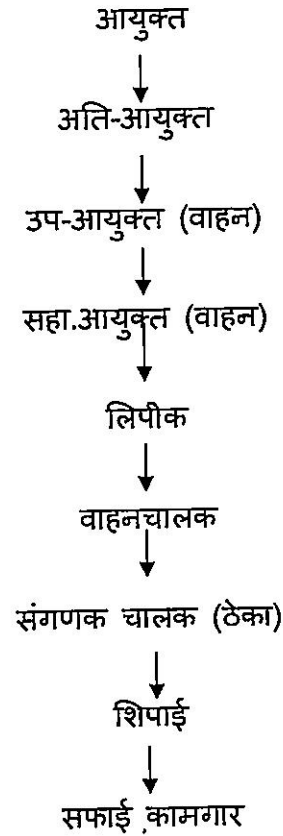 आयुक्त
अति-आयुक्त
उप-आयुक्त (वाहन)
सहा.आयुक्त (वाहन)
लिपीक
वाहनचालक
संगणक चालक (ठेका)
शिपाई
सफाई कामगार